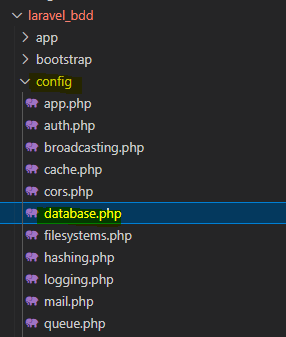 laravel_bdd
app
bootstrap
config
app.php
auth.php
broadcasting.php
cache.php
cors.php
database.php
filesystems.php
hashing.php
logging.php
mail.php
queue.php